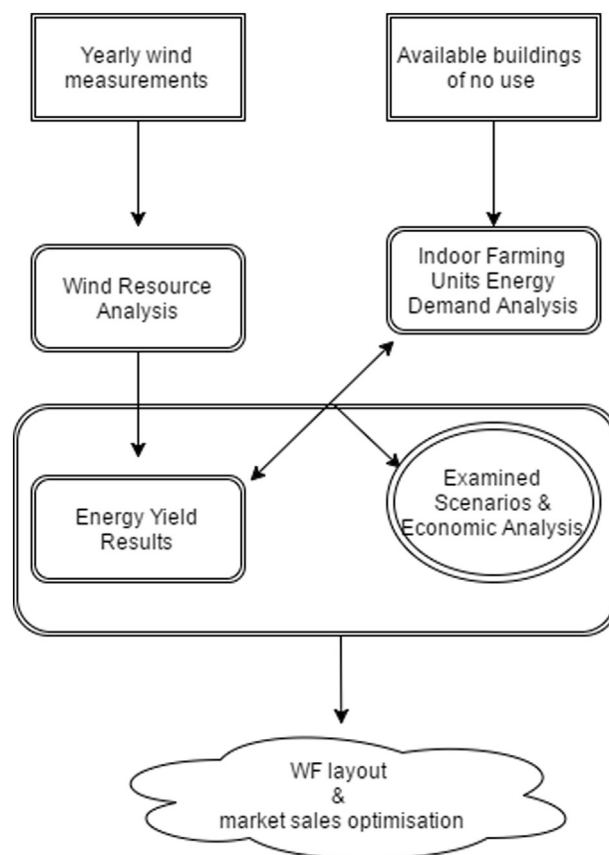 Yearly wind
measurements
Available buildings
of no use
Wind Resource
Analysis
Indoor Farming
Units Energy
Demand Analysis
Energy Yield
Results
Examined
Scenarios &
Economic Analysis
WF layout
&
market sales optimisation